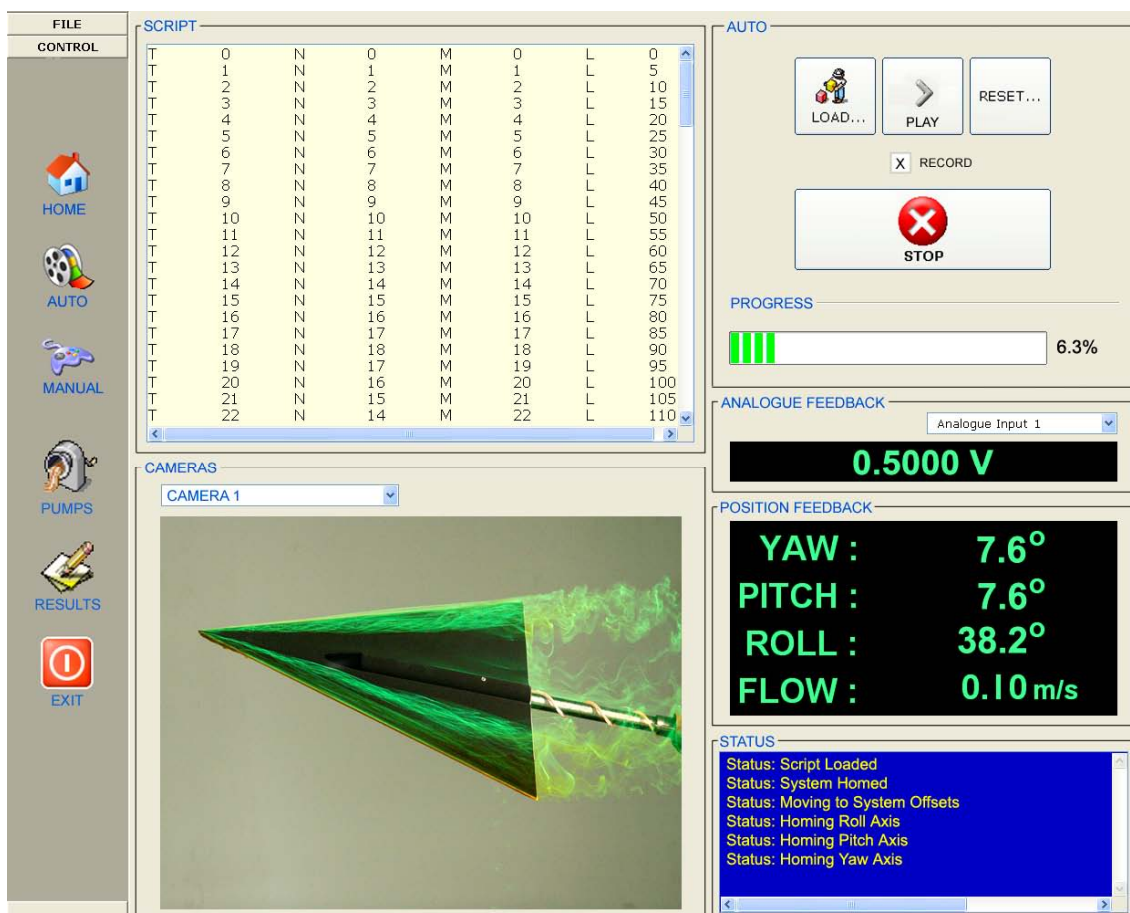 FILE
CONTROL
HOME
AUTO
MANUAL
PUMPS
RESULTS
EXIT
SCRIPT
T 0 N 0 M 0 L 0
T 1 N 1 M 1 L 5
T 2 N 2 M 2 L 10
T 3 N 3 M 3 L 15
T 4 N 4 M 4 L 20
T 5 N 5 M 5 L 25
T 6 N 6 M 6 L 30
T 7 N 7 M 7 L 35
T 8 N 8 M 8 L 40
T 9 N 9 M 9 L 45
T 10 N 10 M 10 L 50
T 11 N 11 M 11 L 55
T 12 N 12 M 12 L 60
T 13 N 13 M 13 L 65
T 14 N 14 M 14 L 70
T 15 N 15 M 15 L 75
T 16 N 16 M 16 L 80
T 17 N 17 M 17 L 85
T 18 N 18 M 18 L 90
T 19 N 17 M 19 L 95
T 20 N 16 M 20 L 100
T 21 N 15 M 21 L 105
T 22 N 14 M 22 L 110
CAMERAS
CAMERA 1
AUTO
LOAD...
PLAY
RESET...
X RECORD
STOP
PROGRESS
6.3%
ANALOGUE FEEDBACK
Analogue Input 1
0.5000 V
POSITION FEEDBACK
YAW : 7.6°
PITCH : 7.6°
ROLL : 38.2°
FLOW : 0.10 m/s
STATUS
Status: Script Loaded
Status: System Homed
Status: Moving to System Offsets
Status: Homing Roll Axis
Status: Homing Pitch Axis
Status: Homing Yaw Axis